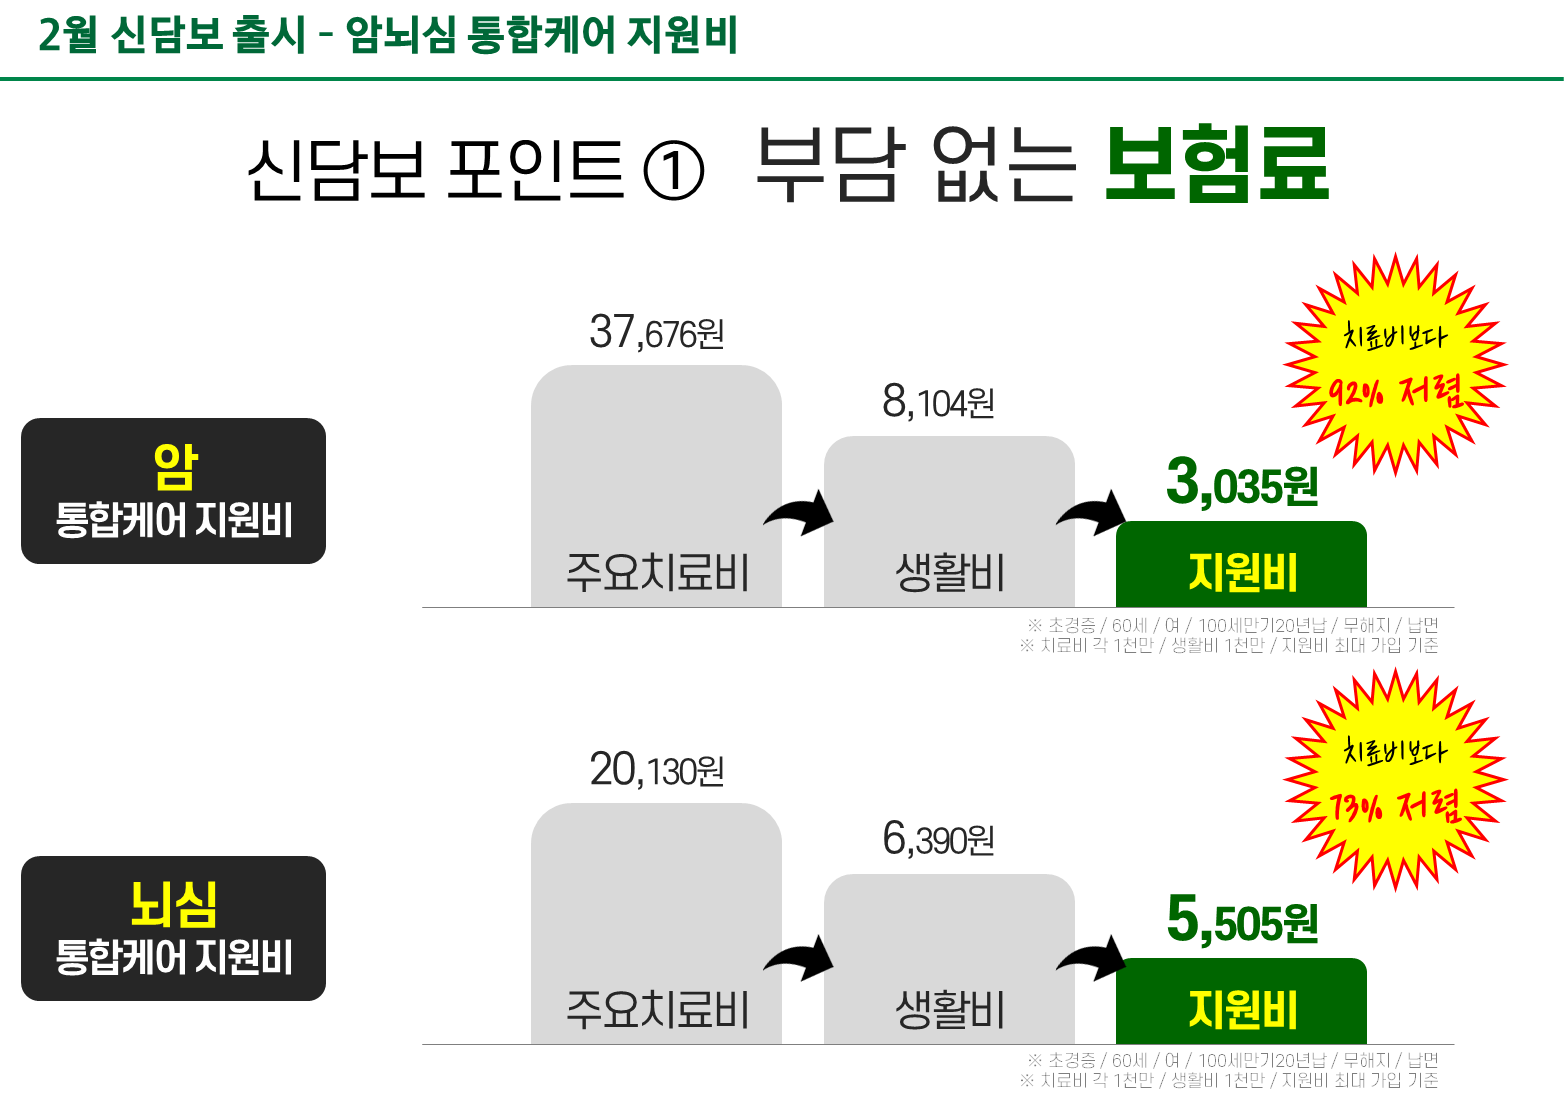 2월 신담보 출시 - 암뇌심 통합케어 지원비
신담보 포인트 ① 부담 없는 보험료
37,676원
8,104원
치료비보다
92% 저렴
3,035원
암
통합케어 지원비
주요치료비
생활비
지원비
※ 초경증 / 60세 / 여 / 100세만기20년납 / 무해지 / 납면
※ 치료비 각 1천만 / 생활비 1천만 / 지원비 최대 가입 기준
20,130원
6,390원
치료비보다
73% 저렴
5,505원
뇌심
통합케어 지원비
주요치료비
생활비
지원비
※ 초경증 / 60세 / 여 / 100세만기20년납 / 무해지 / 납면
※ 치료비 각 1천만 / 생활비 1천만 / 지원비 최대 가입 기준